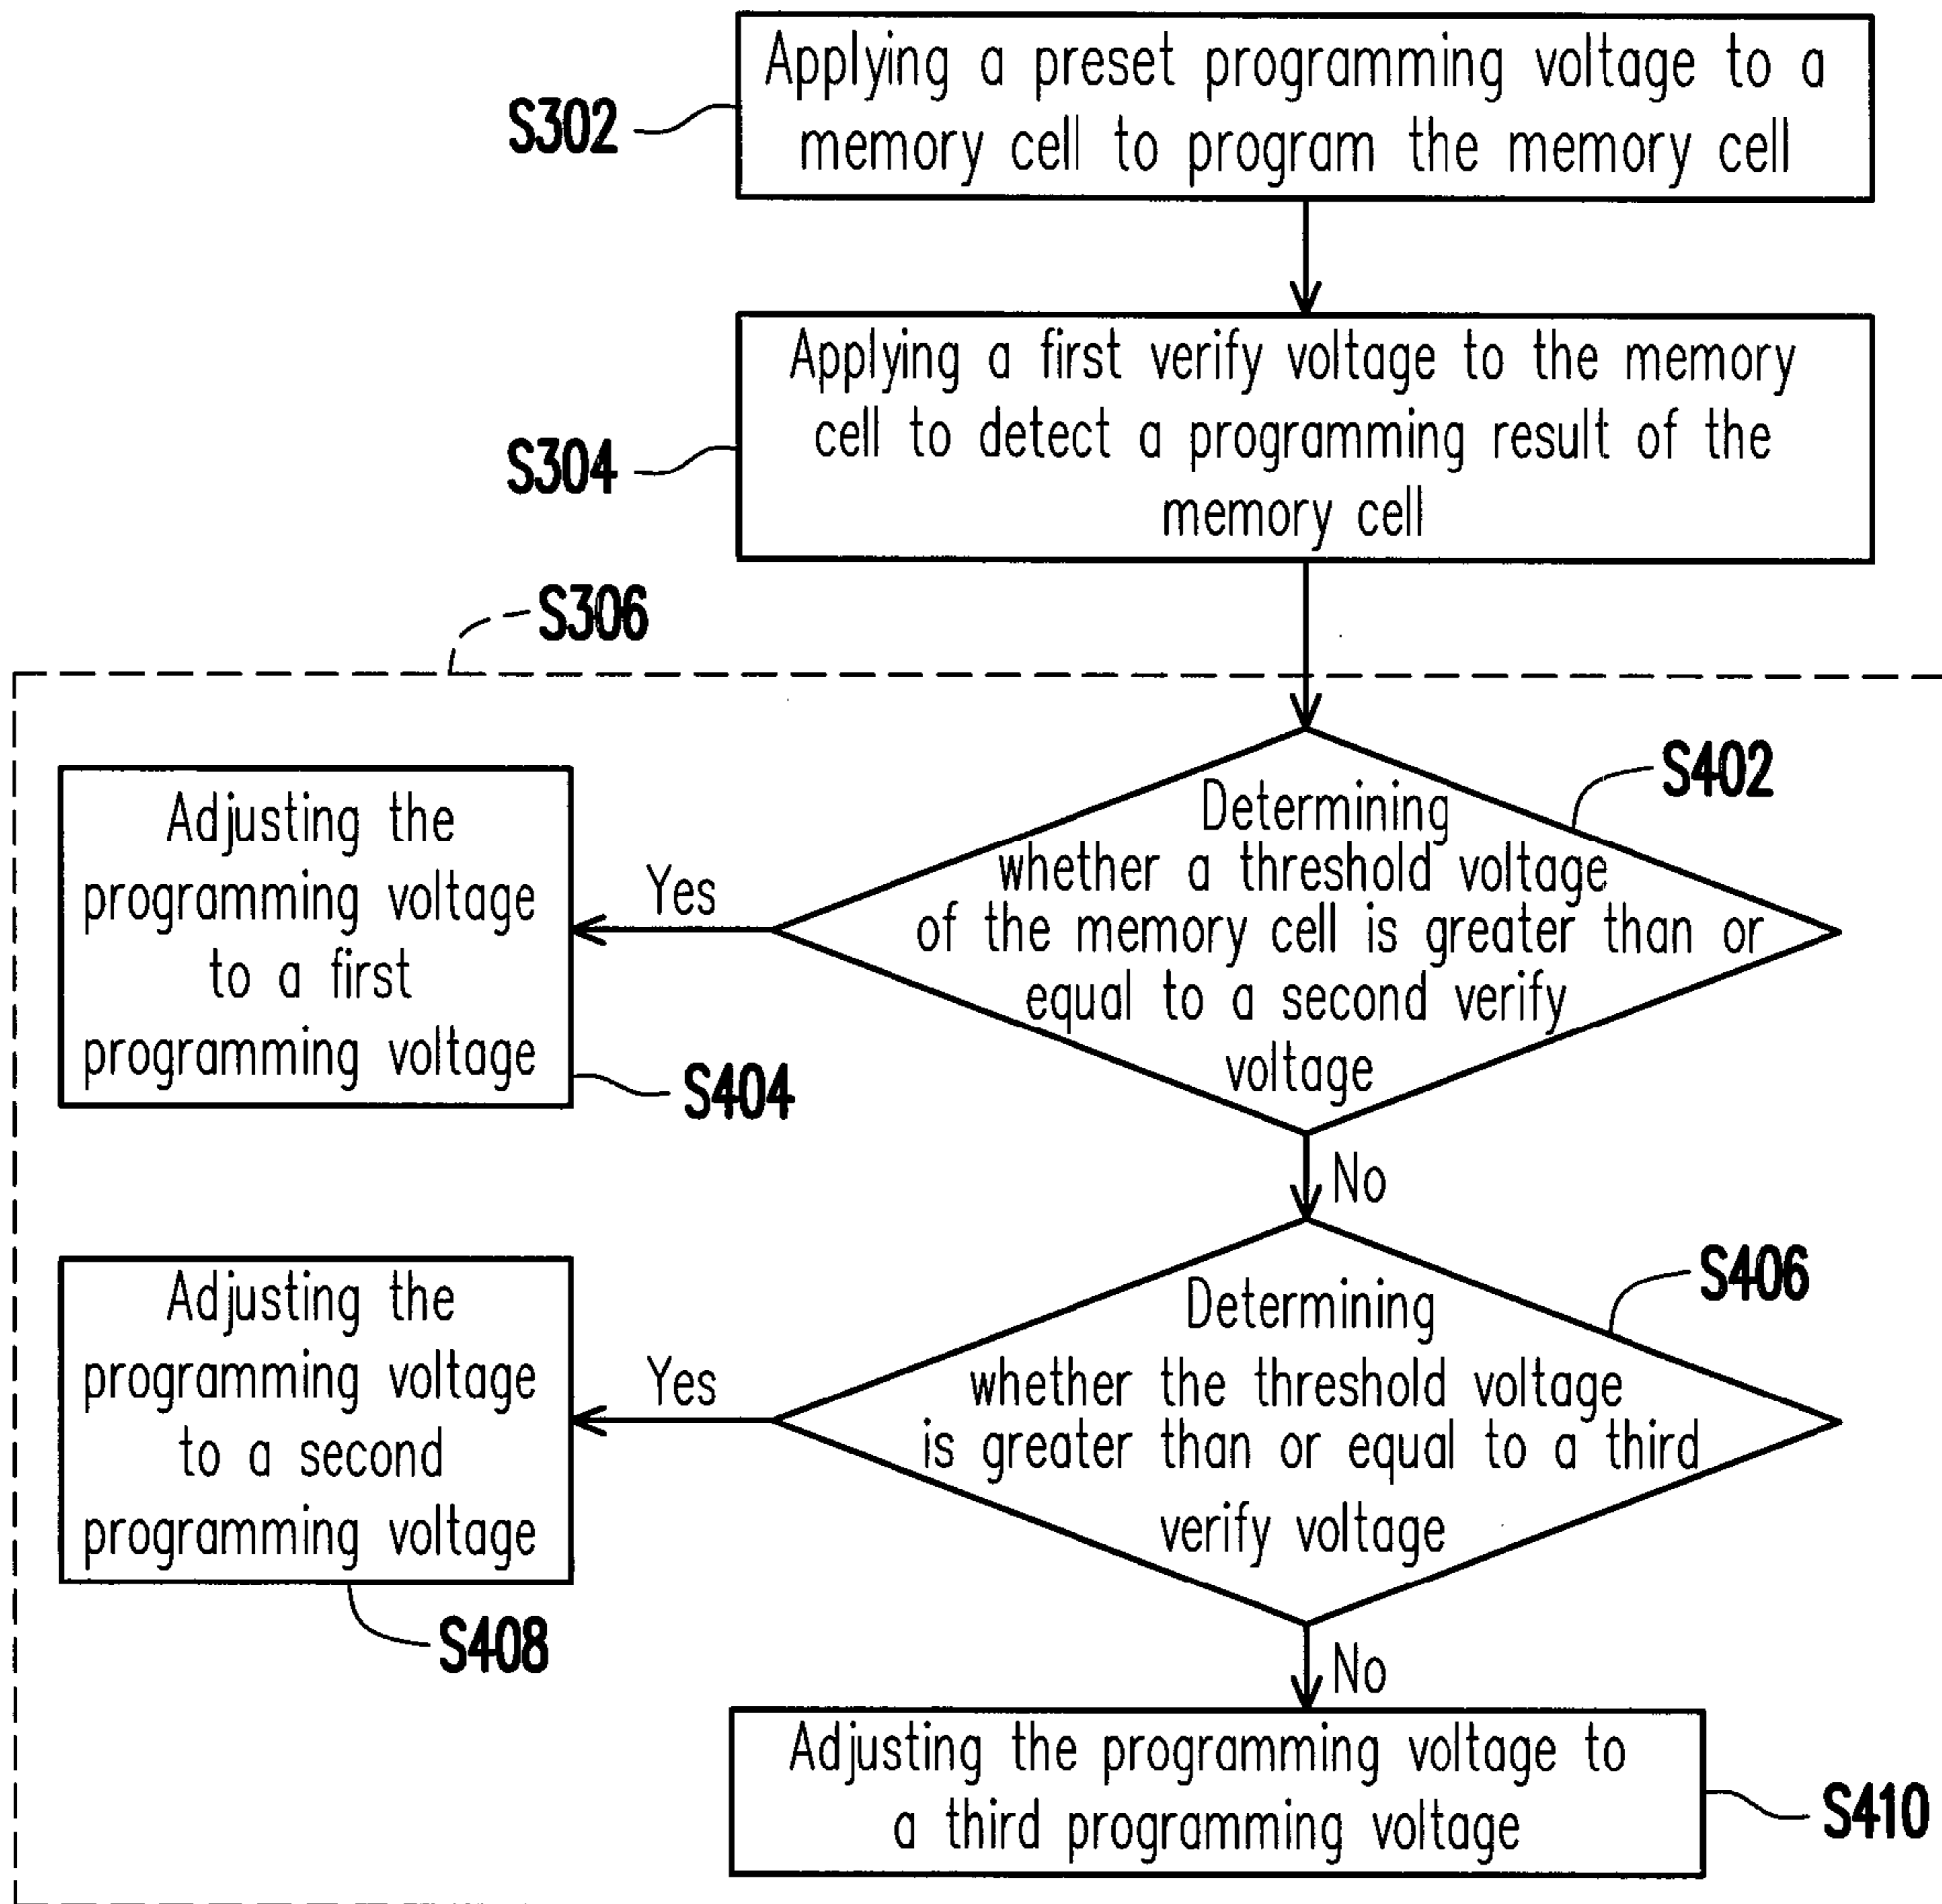 Applying a preset programming voltage to a
memory cell to program the memory cell
S302
Applying a first verify voltage to the memory
cell to detect a programming result of the
memory cell
S304
S306
Determining
whether a threshold voltage
of the memory cell is greater than or
equal to a second verify
voltage
S402
Yes
Adjusting the
programming voltage
to a first
programming voltage
S404
No
Determining
whether the threshold voltage
is greater than or equal to a third
verify voltage
S406
Yes
Adjusting the
programming voltage
to a second
programming voltage
S408
No
Adjusting the programming voltage to
a third programming voltage
S410